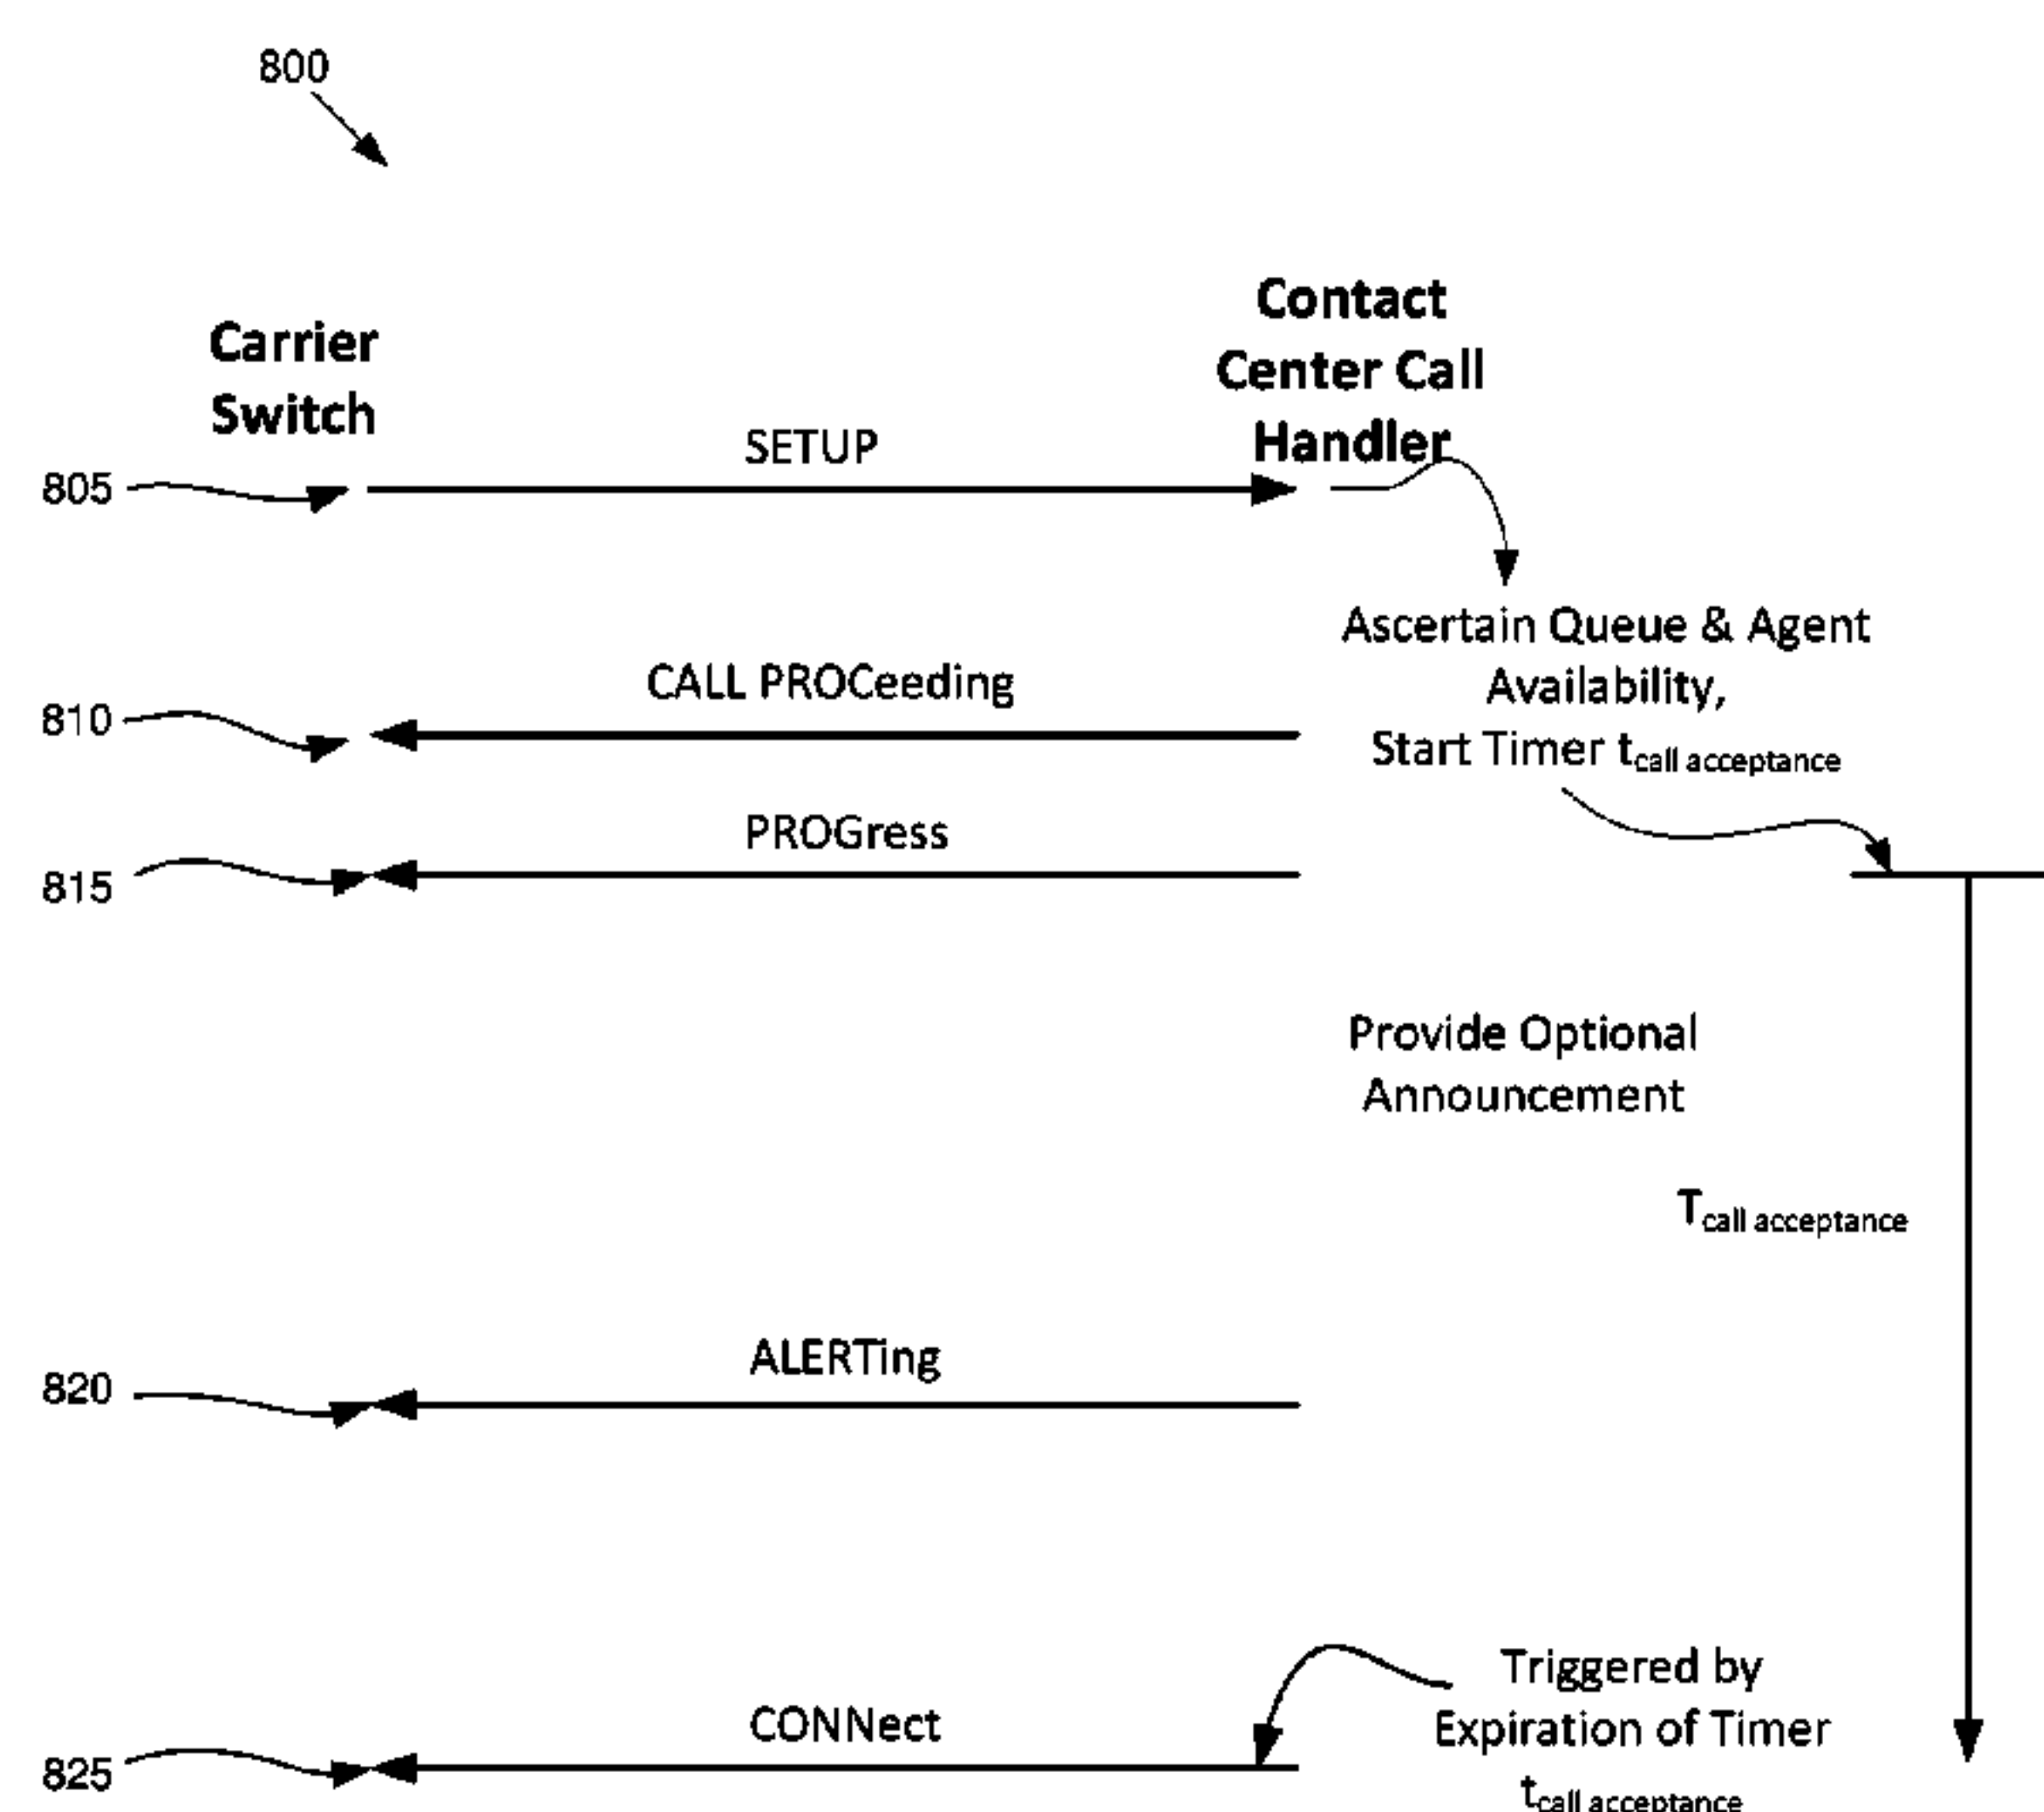 800
Carrier
Switch
Contact
Center Call
Handler
SETUP
805
Ascertain Queue & Agent
Availability,
Start Timer tcall acceptance
CALL PROCeeding
810
PROGress
815
Provide Optional
Announcement
Tcall acceptance
ALERTing
820
Triggered by
Expiration of Timer
tcall acceptance
CONNect
825